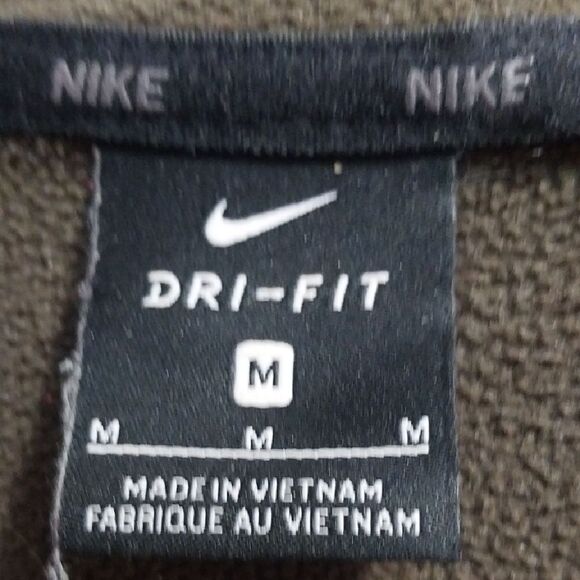 NIKE NIKE
DRI-FIT
M
M M M
MADE IN VIETNAM
FABRIQUE AU VIETNAM